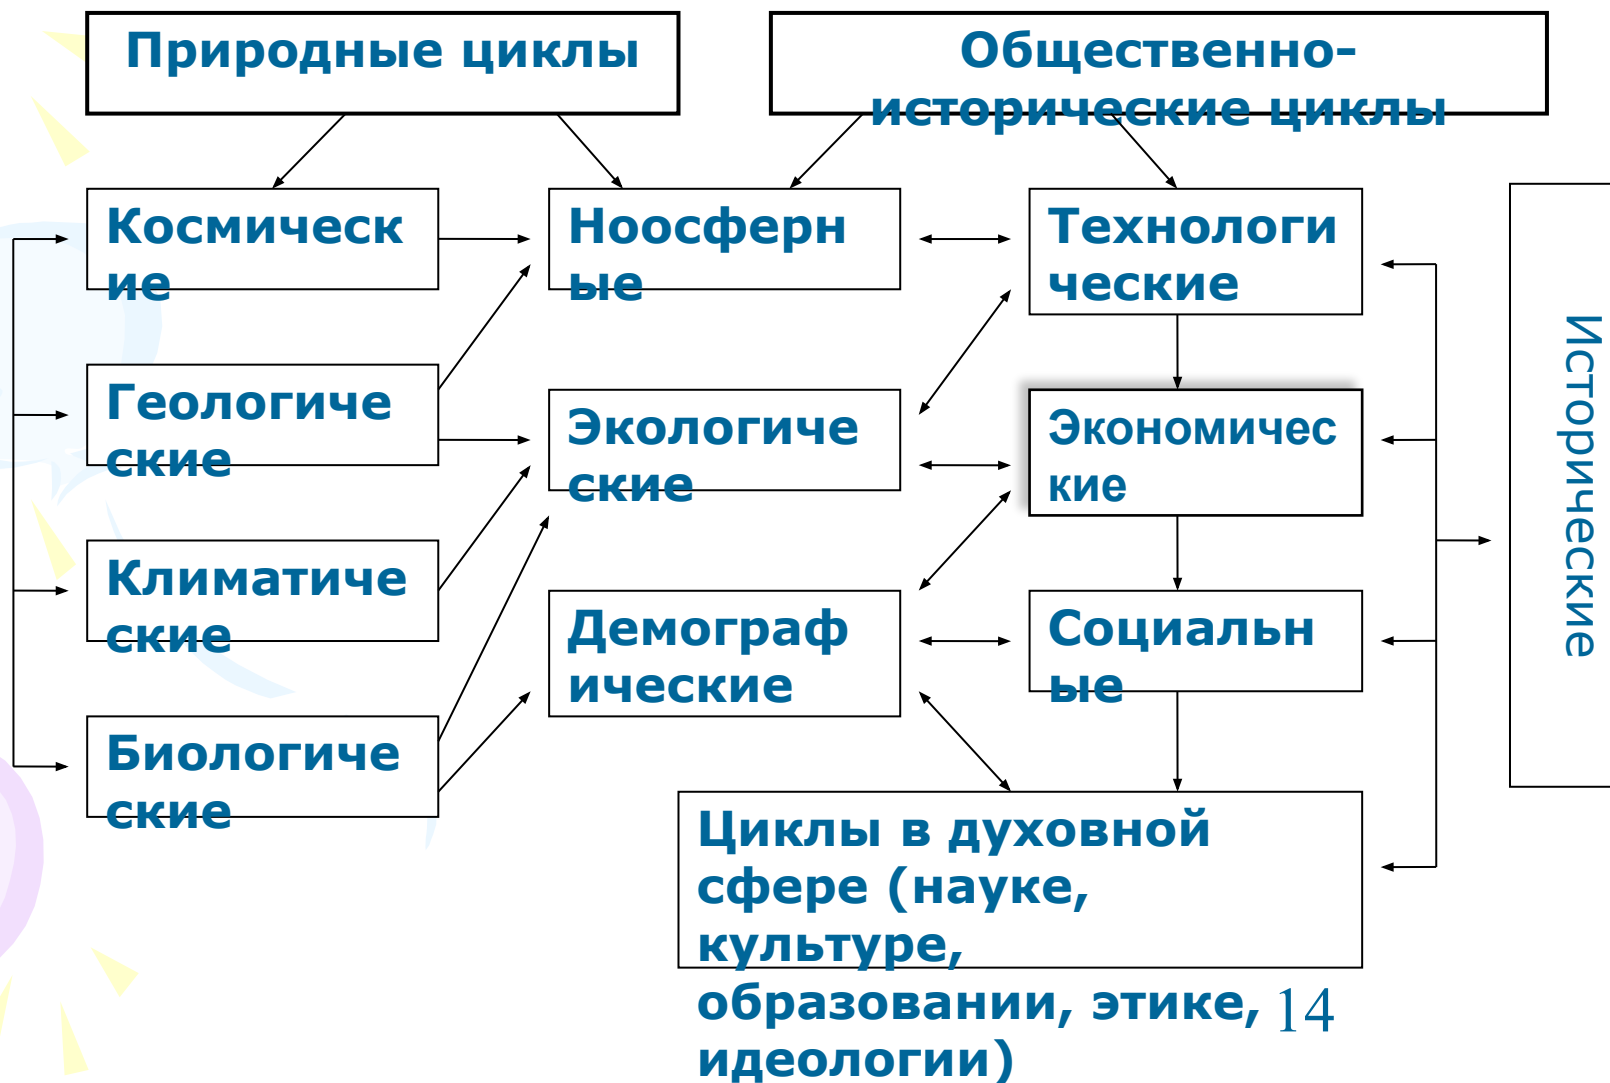 Природные циклы
Общественно–
исторические циклы
Космическ
ие
Ноосферн
ые
Технологи
ческие
Геологиче
ские
Экологиче
ские
Экономичес
кие
Климатиче
ские
Демограф
ические
Социальн
ые
Биологиче
ские
Циклы в духовной
сфере (науке,
культуре,
образовании, этике,
идеологии)
Исторические
14